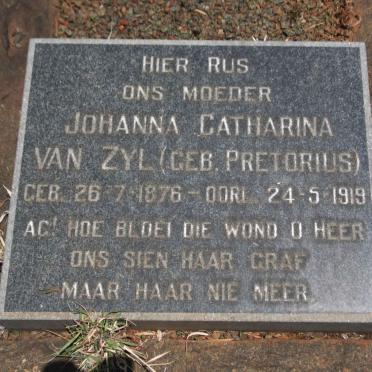 HIER RUS
ONS MOEDER
JOHANNA CATHARINA
VAN ZYL (GEB. PRETORIUS)
GEB. 26-7-1876 - OORL. 24-5-1919
AG! HOE BLOEI DIE WOND O HEER
ONS SIEN HAAR GRAF
MAAR HAAR NIE MEER.